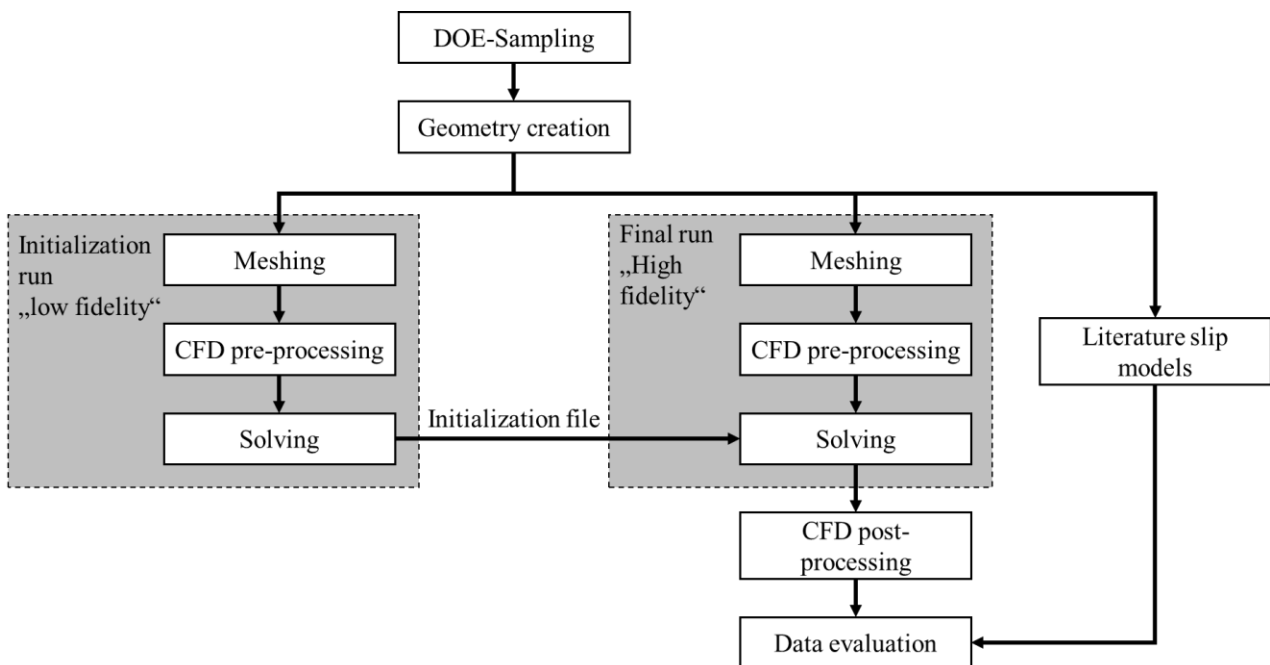 DOE-Sampling
Geometry creation
Initialization
run
„low fidelity“
Meshing
CFD pre-processing
Solving
Initialization file
Final run
„High
fidelity“
Meshing
CFD pre-processing
Solving
Literature slip
models
CFD post-
processing
Data evaluation